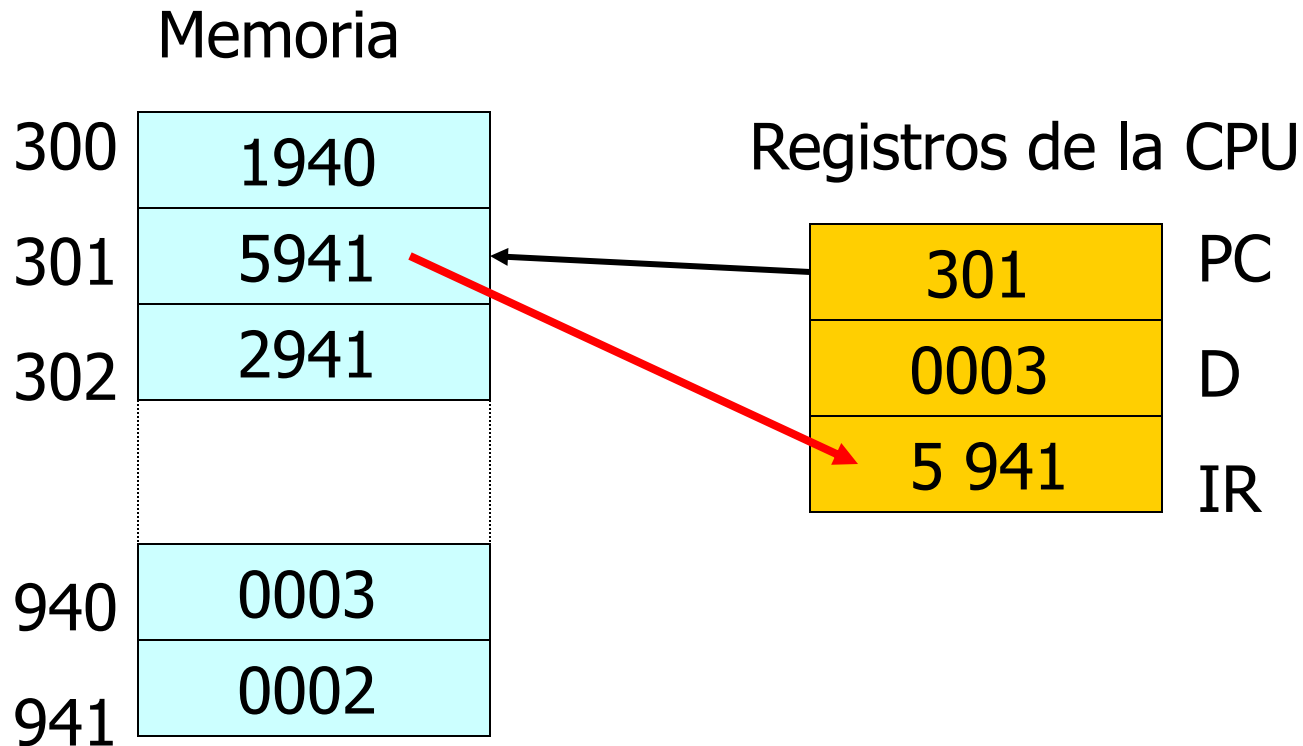 Memoria
300 1940
301 5941
302 2941
940 0003
941 0002
Registros de la CPU
301 PC
0003 D
5 941 IR